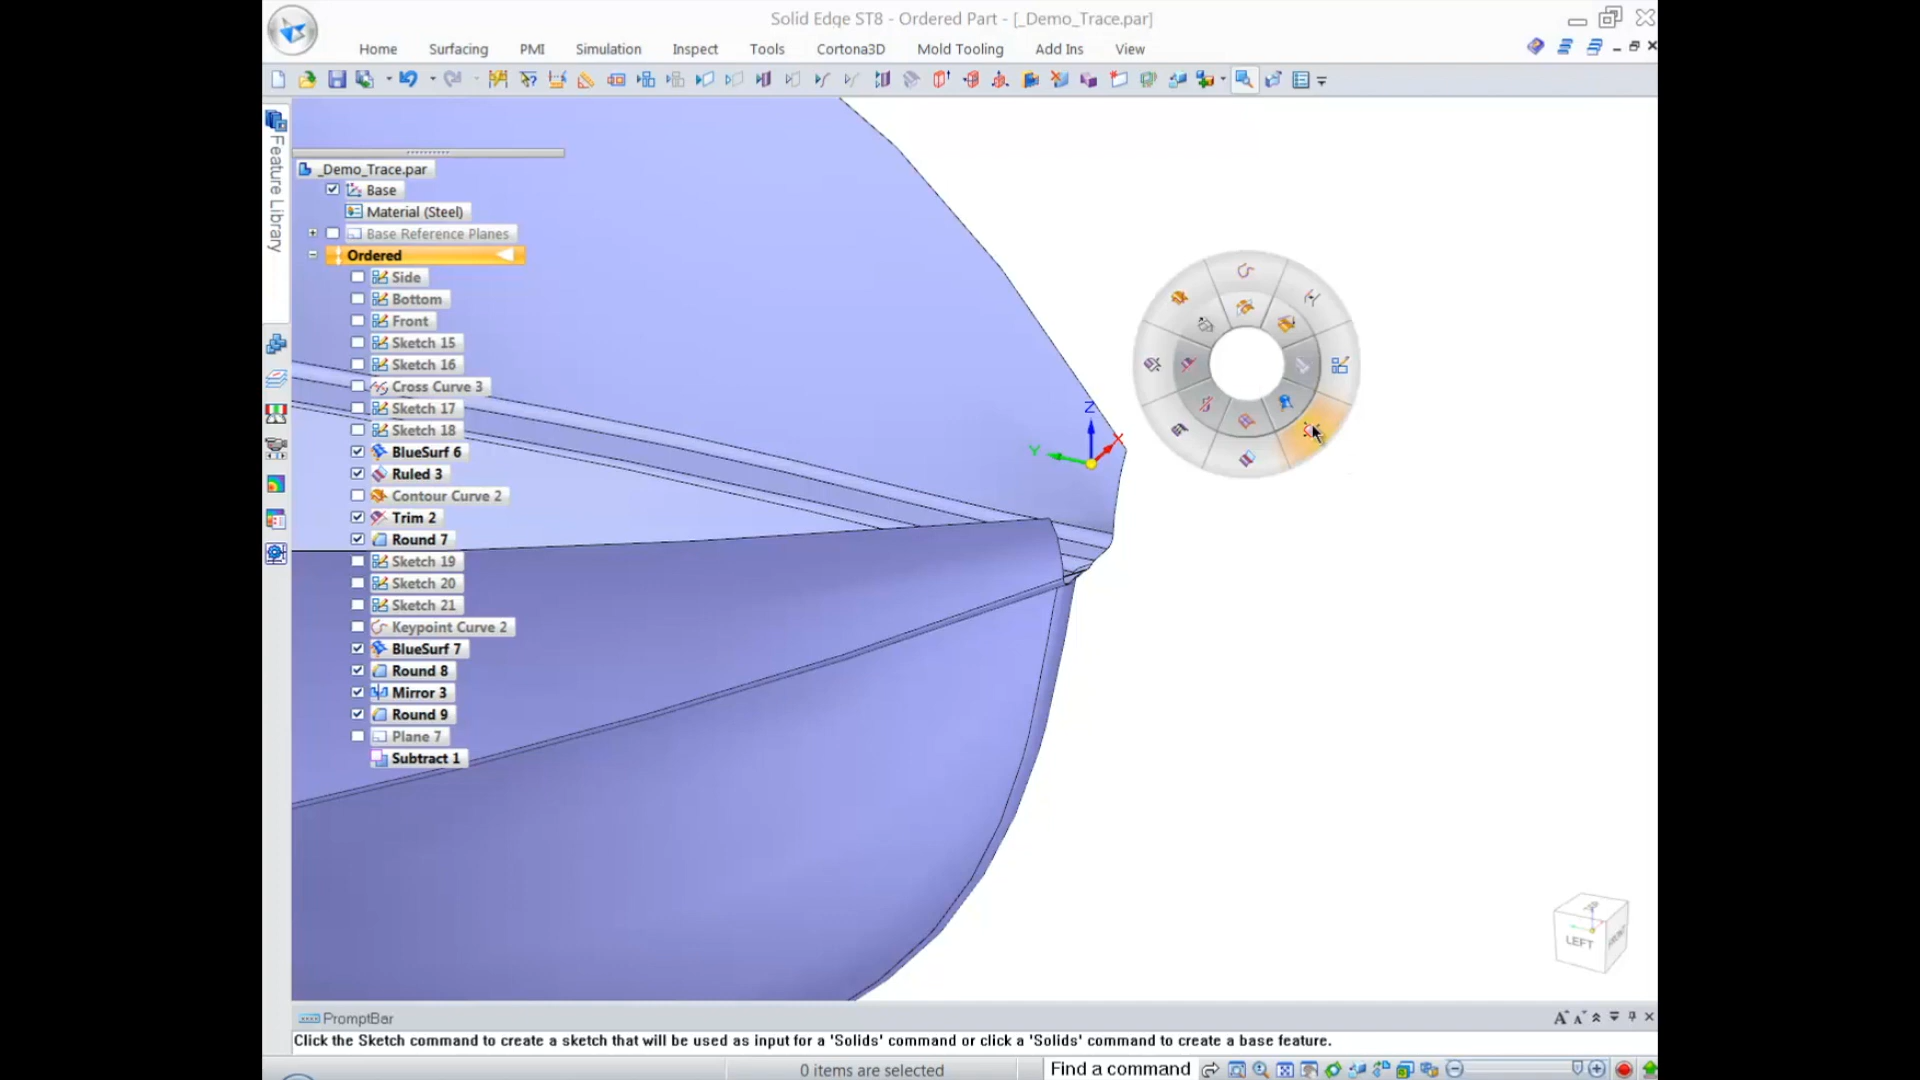 Solid Edge ST8 - Ordered Part - [_Demo_Trace.par]
Home Surfacing PMI Simulation Inspect Tools Cortona3D Mold Tooling Add Ins View
Feature Library
_Demo_Trace.par
Base
Material (Steel)
Base Reference Planes
Ordered
Side
Bottom
Front
Sketch 15
Sketch 16
Cross Curve 3
Sketch 17
Sketch 18
BlueSurf 6
Ruled 3
Contour Curve 2
Trim 2
Round 7
Sketch 19
Sketch 20
Sketch 21
Keypoint Curve 2
BlueSurf 7
Round 8
Mirror 3
Round 9
Plane 7
Subtract 1
Z
X
Y
LEFT
PromptBar
Click the Sketch command to create a sketch that will be used as input for a 'Solids' command or click a 'Solids' command to create a base feature.
0 items are selected
Find a command